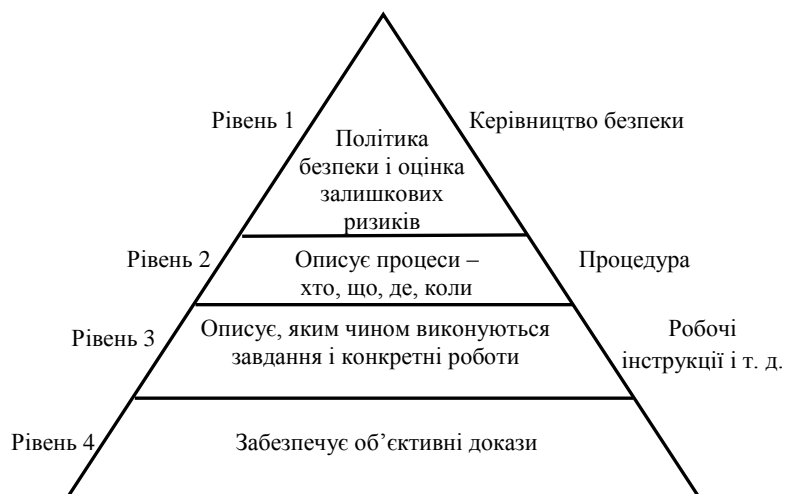 Рівень 1
Керівництво безпеки
Політика
безпеки і оцінка
залишкових
ризиків
Рівень 2
Описує процеси –
хто, що, де, коли
Процедура
Рівень 3
Описує, яким чином виконуються
завдання і конкретні роботи
Робочі
інструкції і т. д.
Рівень 4
Забезпечує об’єктивні докази